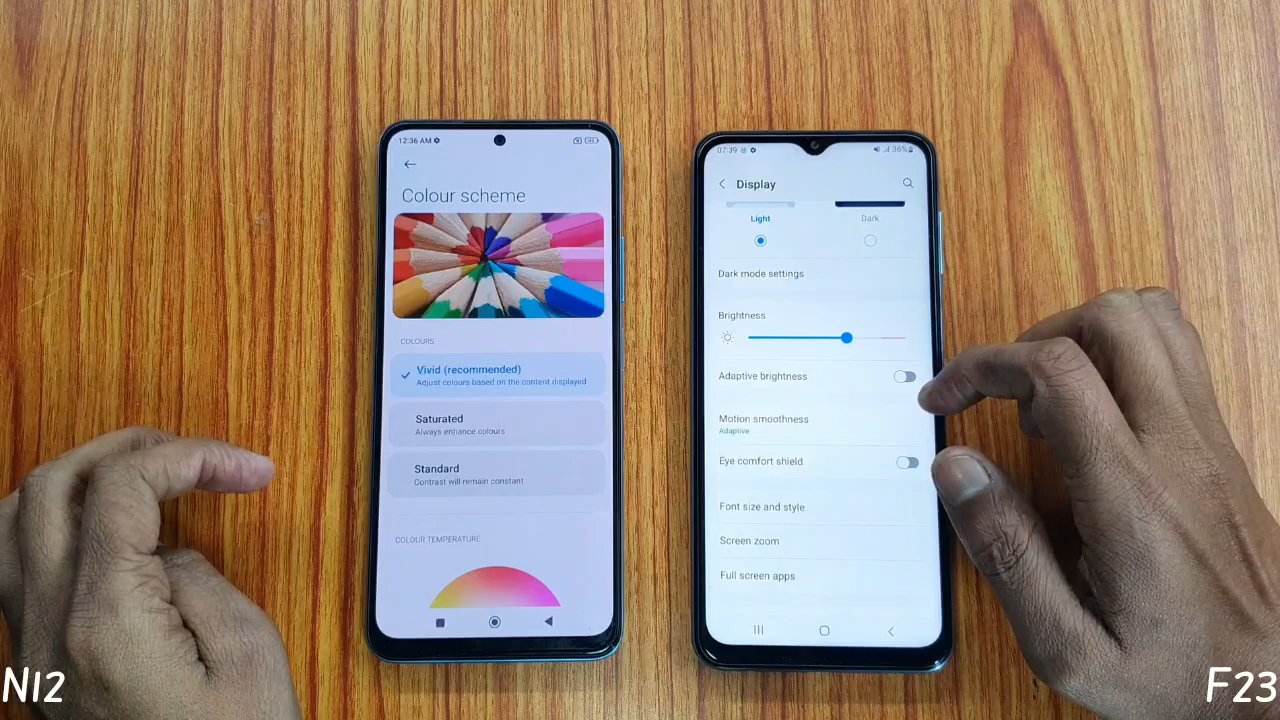 12:36 AM
Colour scheme
COLOURS
Vivid (recommended)
Adjust colours based on the content displayed
Saturated
Always enhance colours
Standard
Contrast will remain constant
COLOUR TEMPERATURE
07:39
36%
Display
Light
Dark
Dark mode settings
Brightness
Adaptive brightness
Motion smoothness
Adaptive
Eye comfort shield
Font size and style
Screen zoom
Full screen apps
N12
F23